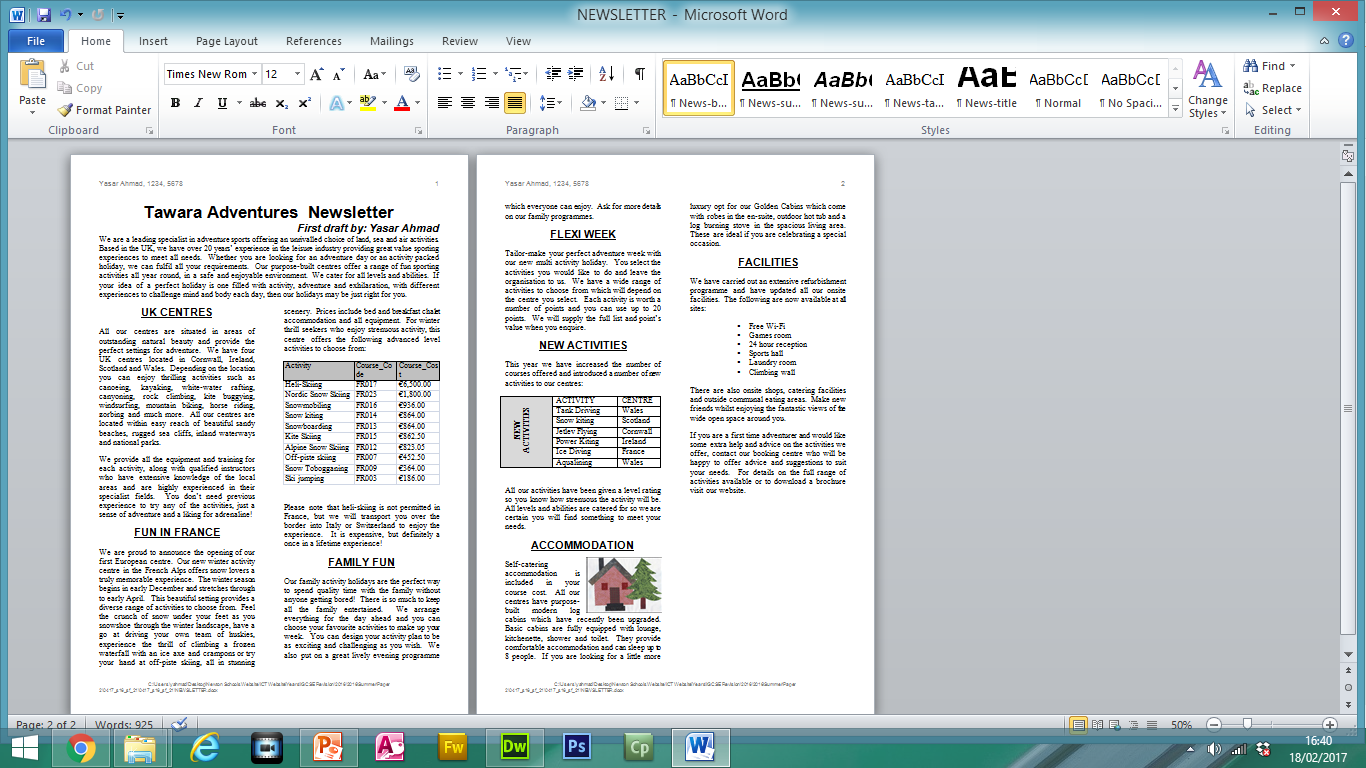 NEWSLETTER - Microsoft Word
File Home Insert Page Layout References Mailings Review View
Cut
Copy
Format Painter
Paste
Clipboard
Times New Rom 12
Font
Paragraph
AaBbCcI AaBb( AaBb( AaBbCcI AaB AaBbCcD AaBbCcD
¶ News-b... ¶ News-su... ¶ News-su... ¶ News-ta... ¶ News-title ¶ Normal ¶ No Spaci...
Change
Styles
Styles
Find
Replace
Select
Editing
Yasar Ahmad, 1234, 5678 1
Tawara Adventures Newsletter
First draft by: Yasar Ahmad
We are a leading specialist in adventure sports offering an unrivalled choice of land, sea and air activities.
Based in the UK, we have over 20 years' experience in the leisure industry providing great value sporting
experiences to meet all needs. Whether you are looking for an adventure day or an activity packed
holiday, we can fulfil all your requirements. Our purpose-built centres offer a range of fun sporting
activities all year round, in a safe and enjoyable environment. We cater for all levels and abilities. If
your idea of a perfect holiday is one filled with activity, adventure and exhilaration, with different
experiences to challenge mind and body each day, then our holidays may be just right for you.
UK CENTRES
All our centres are situated in areas of
outstanding natural beauty and provide the
perfect settings for adventure. We have four
UK centres located in Cornwall, Ireland,
Scotland and Wales. Depending on the location
you can enjoy thrilling activities such as
canoeing, kayaking, white-water rafting,
canyoning, rock climbing, kite buggying,
windsurfing, mountain biking, horse riding,
zorbing and much more. All our centres are
located within easy reach of beautiful sandy
beaches, rugged sea cliffs, inland waterways
and national parks.
We provide all the equipment and training for
each activity, along with qualified instructors
who have extensive knowledge of the local
areas and are highly experienced in their
specialist fields. You don't need previous
experience to try any of the activities, just a
sense of adventure and a liking for adrenaline!
FUN IN FRANCE
We are proud to announce the opening of our
first European centre. Our new winter activity
centre in the French Alps offers snow lovers a
truly memorable experience. The winter season
begins in early December and stretches through
to early April. This beautiful setting provides a
diverse range of activities to choose from. Feel
the crunch of snow under your feet as you
snowshoe through the winter landscape, have a
go at driving your own team of huskies,
experience the thrill of climbing a frozen
waterfall with an ice axe and crampons or try
your hand at off-piste skiing, all in stunning
scenery. Prices include bed and breakfast chalet
accommodation and all equipment. For winter
thrill seekers who enjoy strenuous activity, this
centre offers the following advanced level
activities to choose from:
Activity Course_Co Course_Cos
de t
Heli-Skiing FR017 €6,500.00
Nordic Snow Skiing FR023 €1,800.00
Snowmobiling FR016 €936.00
Snow kiting FR014 €864.00
Snowboarding FR013 €864.00
Kite Skiing FR015 €862.50
Alpine Snow Skiing FR012 €823.05
Off-piste skiing FR007 €452.50
Snow Tobogganing FR009 €364.00
Ski jumping FR003 €186.00
Please note that heli-skiing is not permitted in
France, but we will transport you over the
border into Italy or Switzerland to enjoy the
experience. It is expensive, but definitely a
once in a lifetime experience!
FAMILY FUN
Our family activity holidays are the perfect way
to spend quality time with the family without
anyone getting bored! There is so much to keep
all the family entertained. We arrange
everything for the day ahead and you can
choose your favourite activities to make up your
week. You can design your activity plan to be
as exciting and challenging as you wish. We
also put on a great lively evening programme
Yasar Ahmad, 1234, 5678 2
which everyone can enjoy. Ask for more details
on our family programmes.
FLEXI WEEK
Tailor-make your perfect adventure week with
our new multi activity holiday. You select the
activities you would like to do and leave the
organisation to us. We have a wide range of
activities to choose from which will depend on
the centre you select. Each activity is worth a
number of points and you can use up to 20
points. We will supply the full list and point's
value when you enquire.
NEW ACTIVITIES
This year we have increased the number of
courses offered and introduced a number of new
activities to our centres:
NEW
ACTIVITIES
ACTIVITY CENTRE
Tank Driving Wales
Snow kiting Scotland
Jetlev Flying Cornwall
Power Kiting Ireland
Ice Diving France
Aqualining Wales
All our activities have been given a level rating
so you know how strenuous the activity will be.
All levels and abilities are catered for so we are
certain you will find something to meet your
needs.
ACCOMMODATION
Self-catering
accommodation is
included in your
course cost. All our
centres have purpose-
built modern log
cabins which have recently been upgraded.
Basic cabins are fully equipped with lounge,
kitchenette, shower and toilet. They provide
comfortable accommodation and can sleep up to
8 people. If you are looking for a little more
luxury opt for our Golden Cabins which come
with robes in the en-suite, outdoor hot tub and a
log burning stove in the spacious living area.
These are ideal if you are celebrating a special
occasion.
FACILITIES
We have carried out an extensive refurbishment
programme and have updated all our onsite
facilities. The following are now available at all
sites:
• Free Wi-Fi
• Games room
• 24 hour reception
• Sports hall
• Laundry room
• Climbing wall
There are also onsite shops, catering facilities
and outside communal eating areas. Make new
friends whilst enjoying the fantastic views of the
wide open space around you.
If you are a first time adventurer and would like
some extra help and advice on the activities we
offer, contact our booking centre who will be
happy to offer advice and suggestions to suit
your needs. For details on the full range of
activities available or to download a brochure
visit our website.
Page: 2 of 2 Words: 925 50%
16:40
18/02/2017